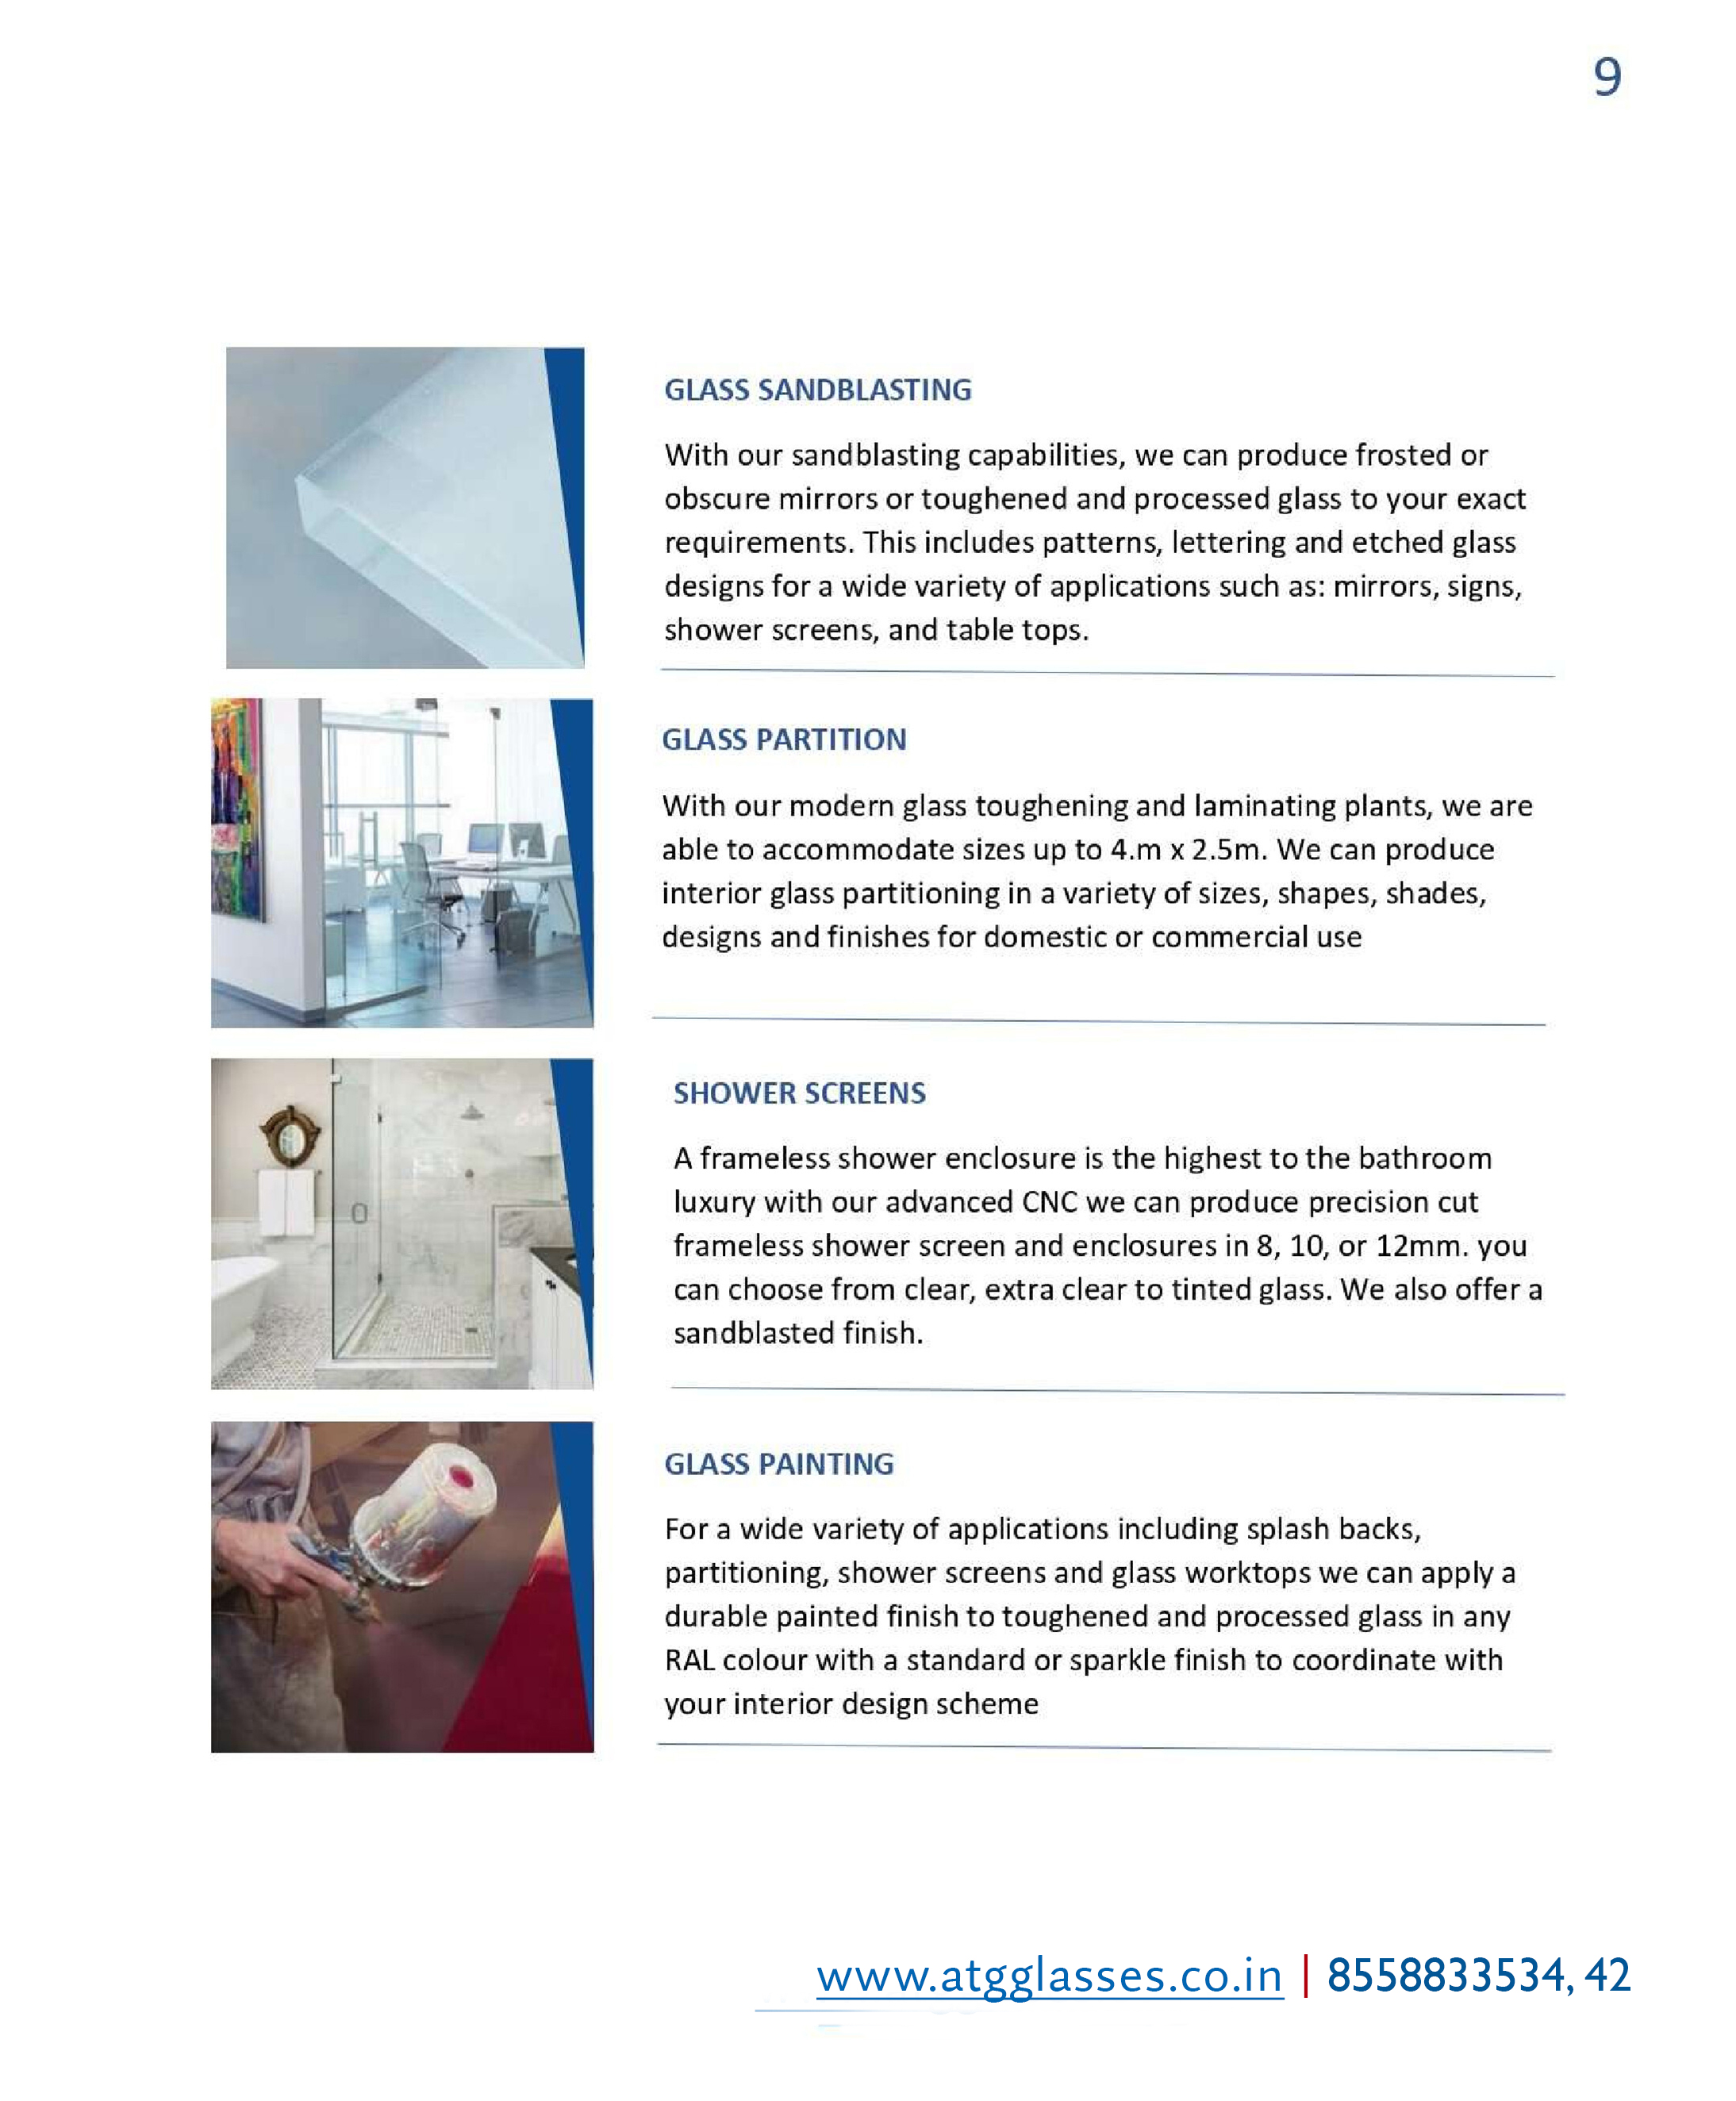 9
GLASS SANDBLASTING
With our sandblasting capabilities, we can produce frosted or
obscure mirrors or toughened and processed glass to your exact
requirements. This includes patterns, lettering and etched glass
designs for a wide variety of applications such as: mirrors, signs,
shower screens, and table tops.
GLASS PARTITION
With our modern glass toughening and laminating plants, we are
able to accommodate sizes up to 4.m x 2.5m. We can produce
interior glass partitioning in a variety of sizes, shapes, shades,
designs and finishes for domestic or commercial use
SHOWER SCREENS
A frameless shower enclosure is the highest to the bathroom
luxury with our advanced CNC we can produce precision cut
frameless shower screen and enclosures in 8, 10, or 12mm. you
can choose from clear, extra clear to tinted glass. We also offer a
sandblasted finish.
GLASS PAINTING
For a wide variety of applications including splash backs,
partitioning, shower screens and glass worktops we can apply a
durable painted finish to toughened and processed glass in any
RAL colour with a standard or sparkle finish to coordinate with
your interior design scheme
www.atgglasses.co.in | 8558833534, 42